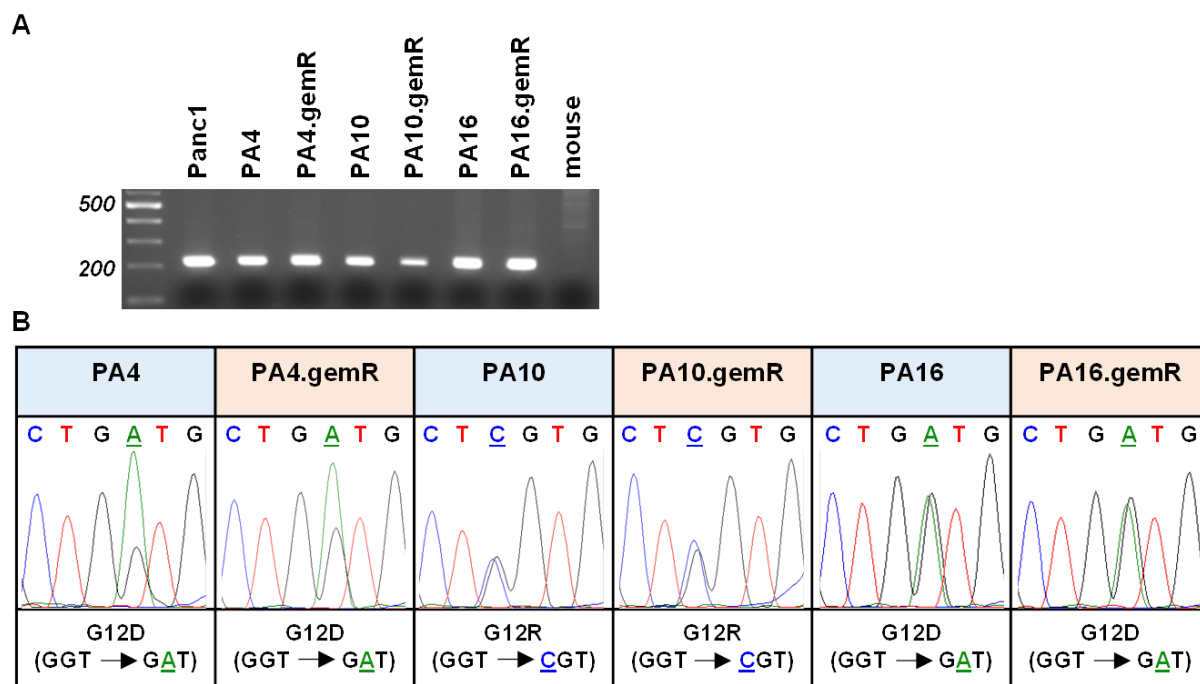 A
Panc1 PA4 PA4.gemR PA10 PA10.gemR PA16 PA16.gemR mouse
500
200
B
PA4 PA4.gemR PA10 PA10.gemR PA16 PA16.gemR
C T G A T G C T G A T G C T C G T G C T C G T G C T G A T G C T G A T G
G12D G12D G12R G12R G12D G12D
(GGT → GAT) (GGT → GAT) (GGT → CGT) (GGT → CGT) (GGT → GAT) (GGT → GAT)